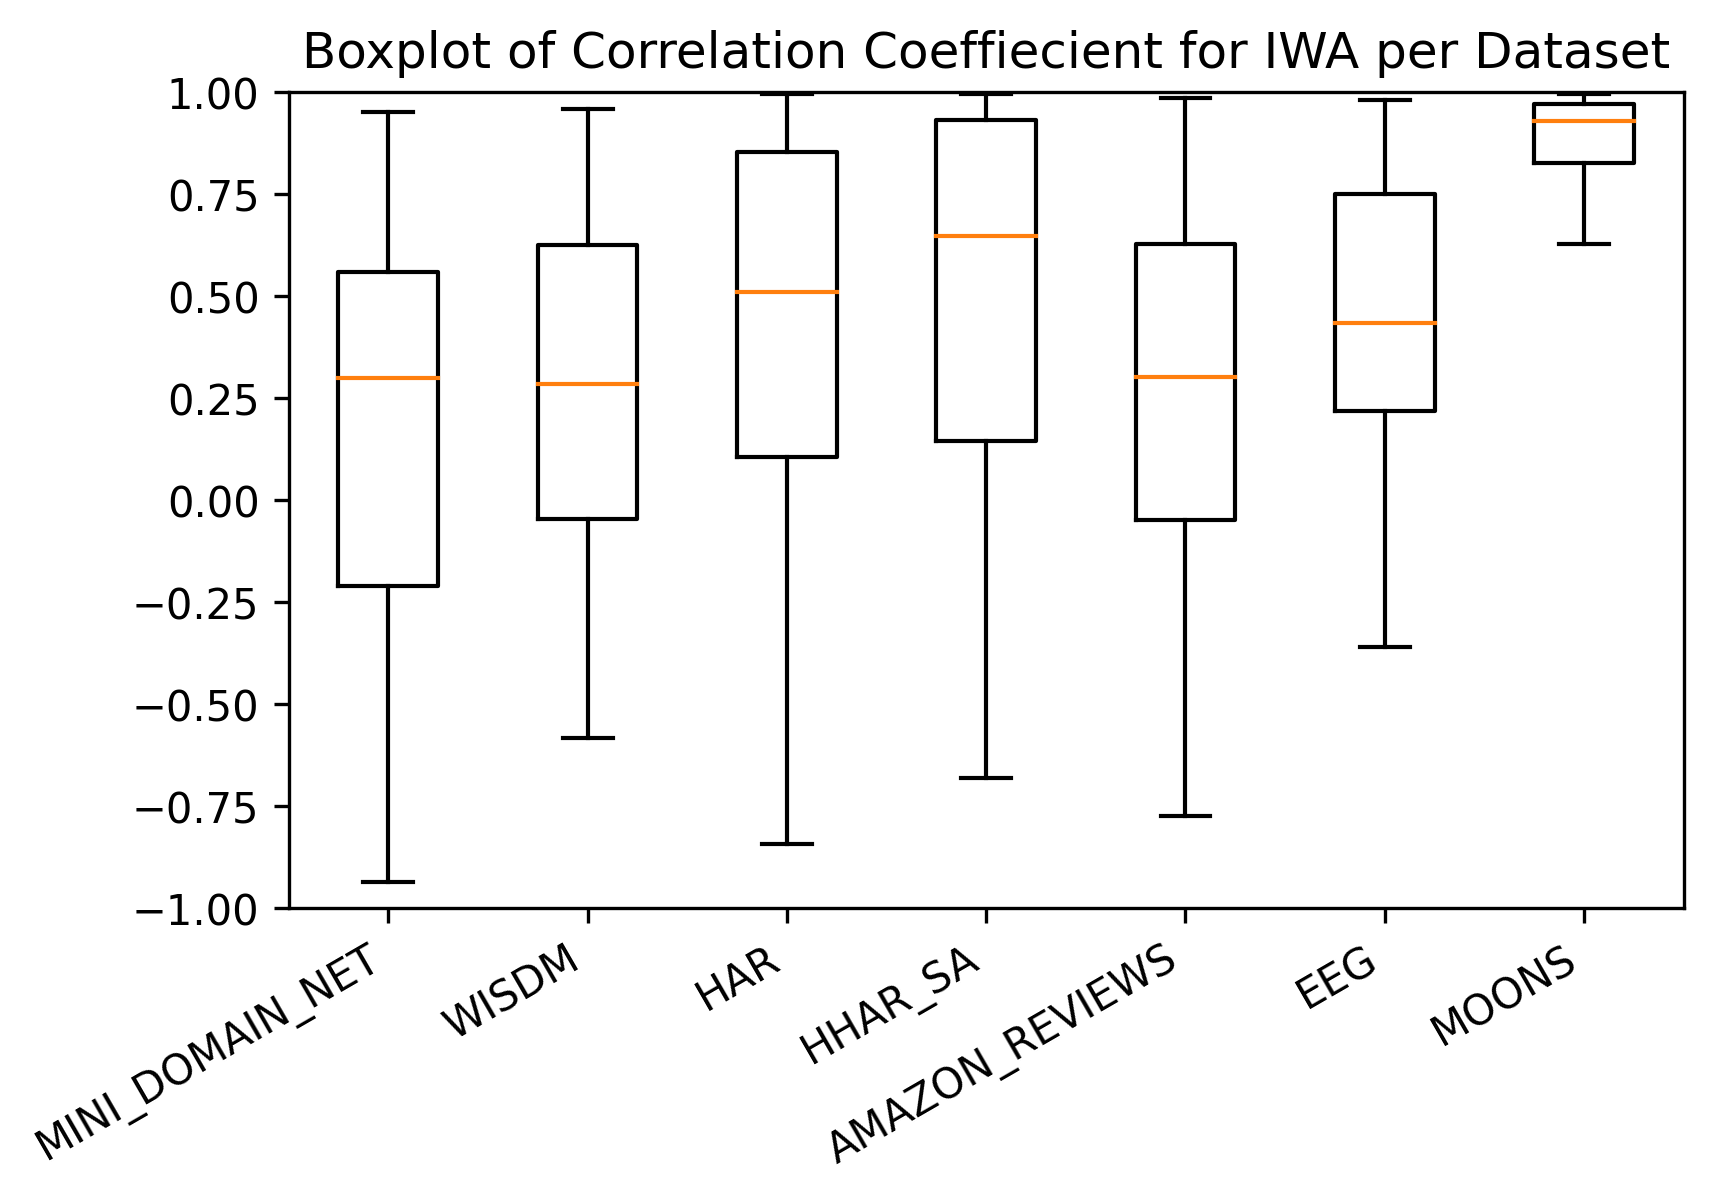 Boxplot of Correlation Coeffiecient for IWA per Dataset
1.00
0.75
0.50
0.25
0.00
−0.25
−0.50
−0.75
−1.00
MINI_DOMAIN_NET
WISDM
HAR
HHAR_SA
AMAZON_REVIEWS
EEG
MOONS